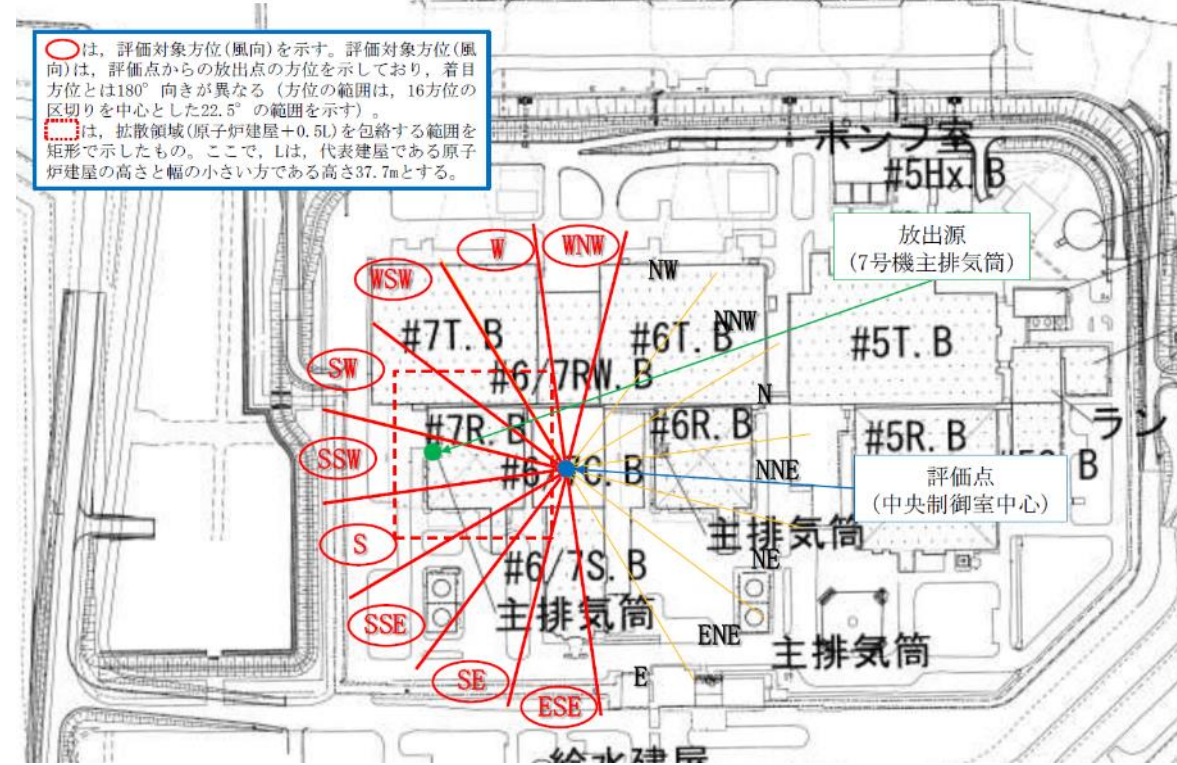 は，評価対象方位(風向)を示す。評価対象方位(風
向)は，評価点からの放出点の方位を示しており，着目
方位とは180°向きが異なる（方位の範囲は，16方位の
区切りを中心とした22.5°の範囲を示す）。
は，拡散領域(原子炉建屋＋0.5L)を包絡する範囲を
矩形で示したもの。ここで，Lは，代表建屋である原子
炉建屋の高さと幅の小さい方である高さ37.7mとする。
ポンプ室
#5Hx.B
放出源
(7号機主排気筒)
W
WNW
NW
WSW
NNW
#7T.B
#6T.B
#5T.B
SW
#6/7RW.B
N
#7R.B
#6R.B
#5R.B
ラン
SSW
#6/7C.B
NNE
B
評価点
(中央制御室中心)
主排気筒
S
#6/7S.B
NE
主排気筒
SSE
ENE
主排気筒
SE
E
ESE
給水建屋